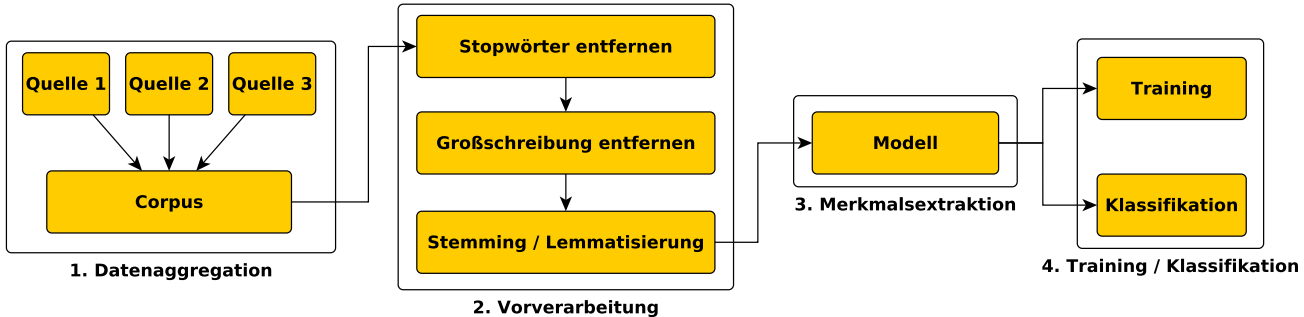 Quelle 1
Quelle 2
Quelle 3
Corpus
1. Datenaggregation
Stopwörter entfernen
Großschreibung entfernen
Stemming / Lemmatisierung
2. Vorverarbeitung
Modell
3. Merkmalsextraktion
Training
Klassifikation
4. Training / Klassifikation